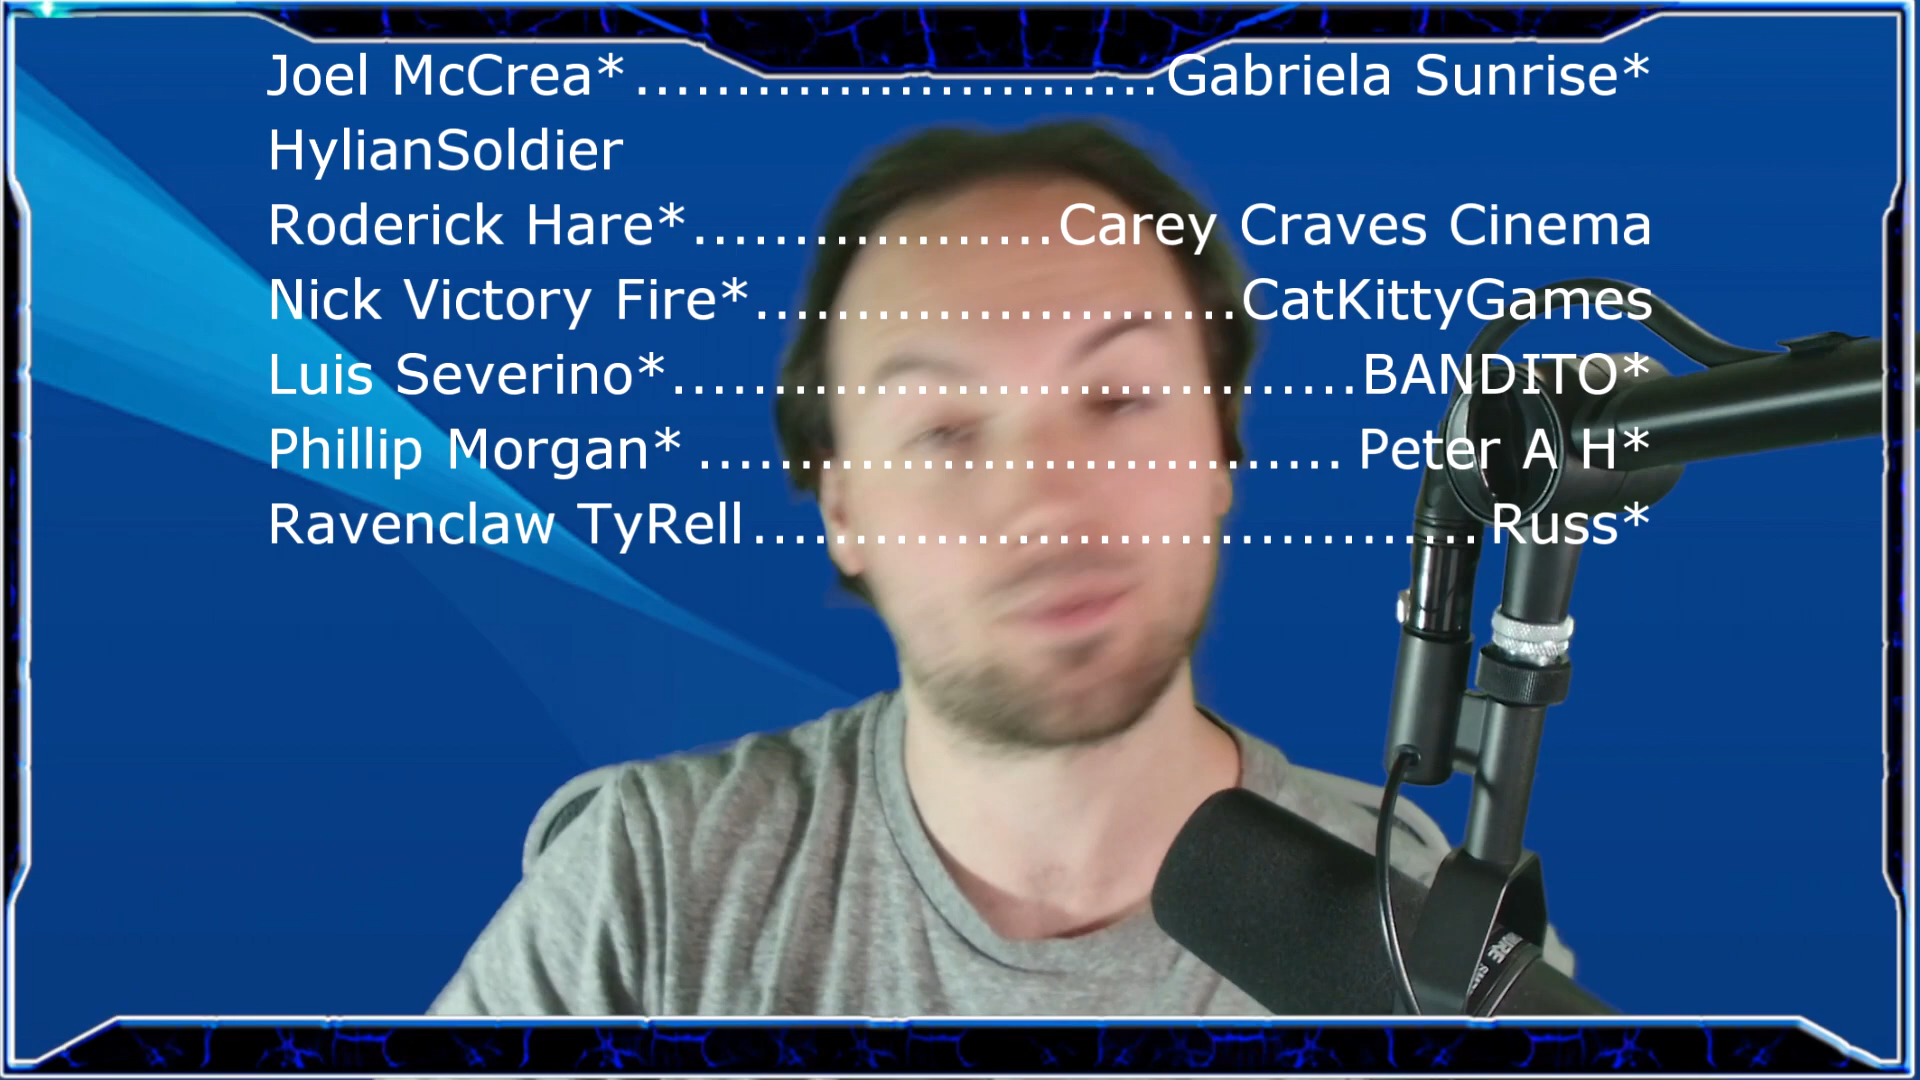 Joel McCrea*..........................Gabriela Sunrise*
HylianSoldier
Roderick Hare*..................Carey Craves Cinema
Nick Victory Fire*........................CatKittyGames
Luis Severino*..................................BANDITO*
Phillip Morgan* ................................ Peter A H*
Ravenclaw TyRell....................................Russ*